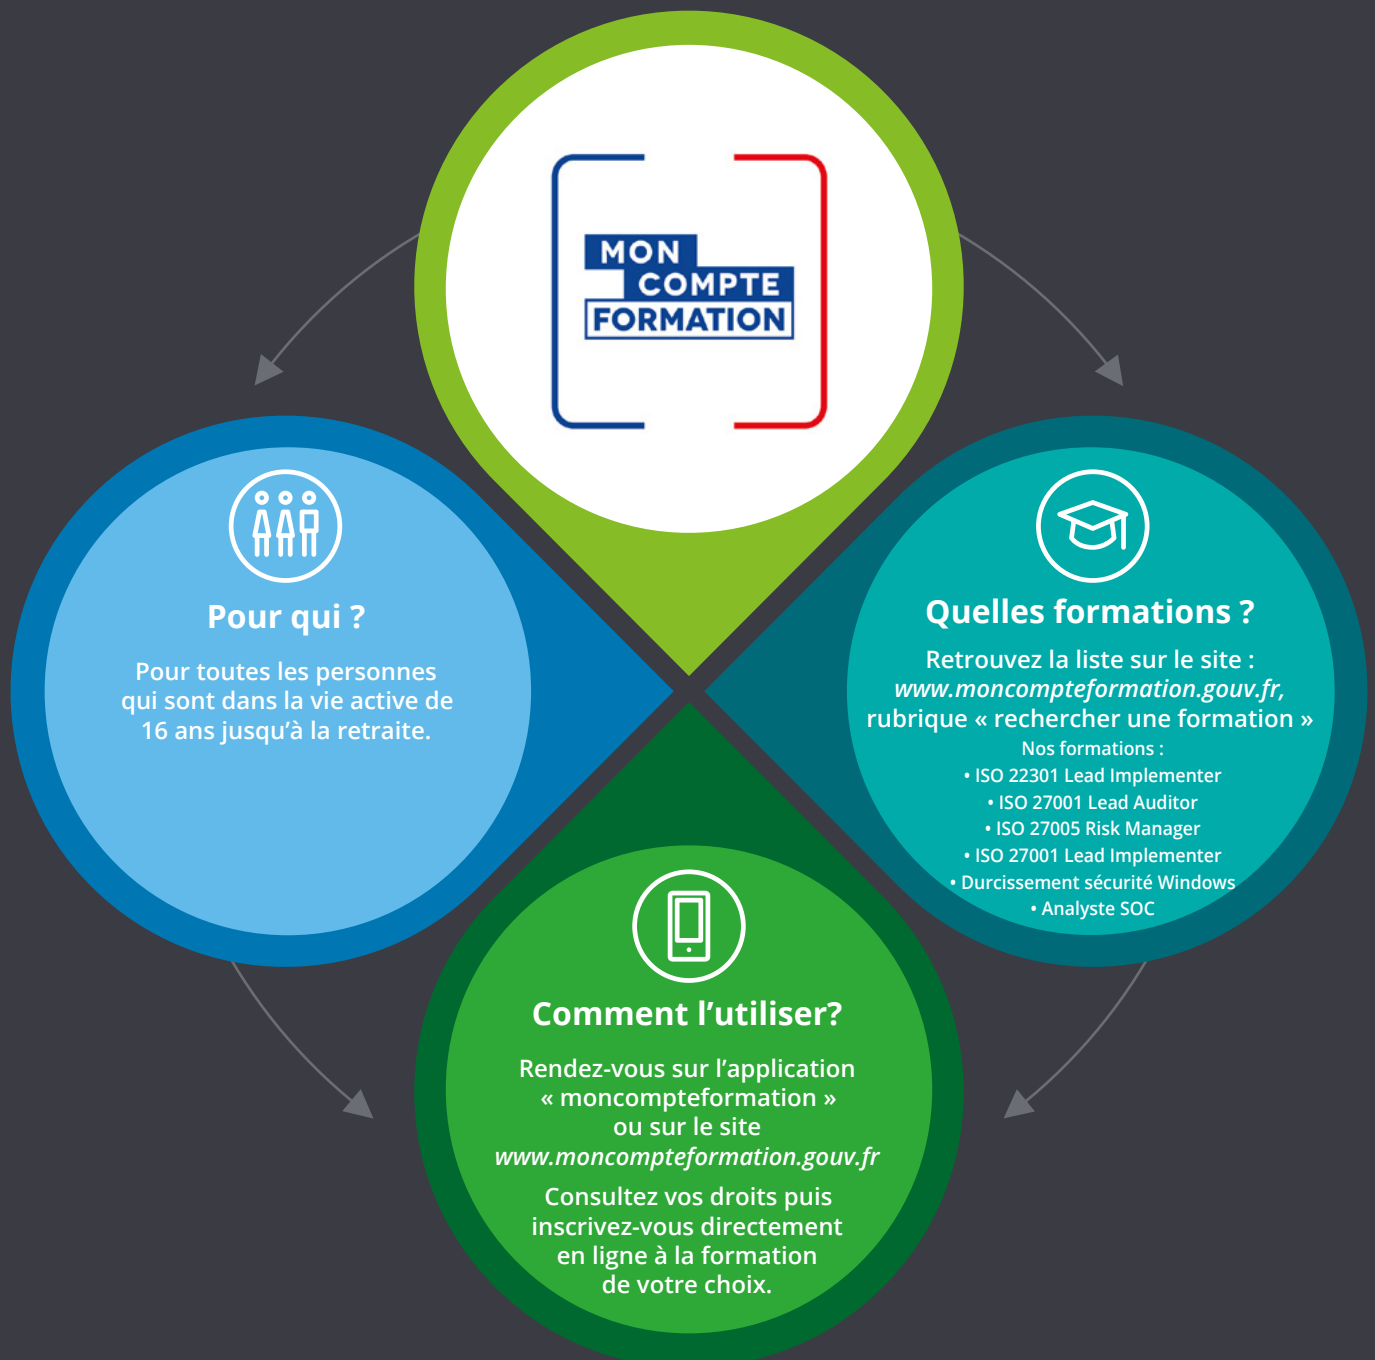 MON
COMPTE
FORMATION
Pour qui ?
Pour toutes les personnes
qui sont dans la vie active de
16 ans jusqu’à la retraite.
Quelles formations ?
Retrouvez la liste sur le site :
www.moncompteformation.gouv.fr,
rubrique « rechercher une formation »
Nos formations :
• ISO 22301 Lead Implementer
• ISO 27001 Lead Auditor
• ISO 27005 Risk Manager
• ISO 27001 Lead Implementer
• Durcissement sécurité Windows
• Analyste SOC
Comment l’utiliser?
Rendez-vous sur l’application
« moncompteformation »
ou sur le site
www.moncompteformation.gouv.fr
Consultez vos droits puis
inscrivez-vous directement
en ligne à la formation
de votre choix.